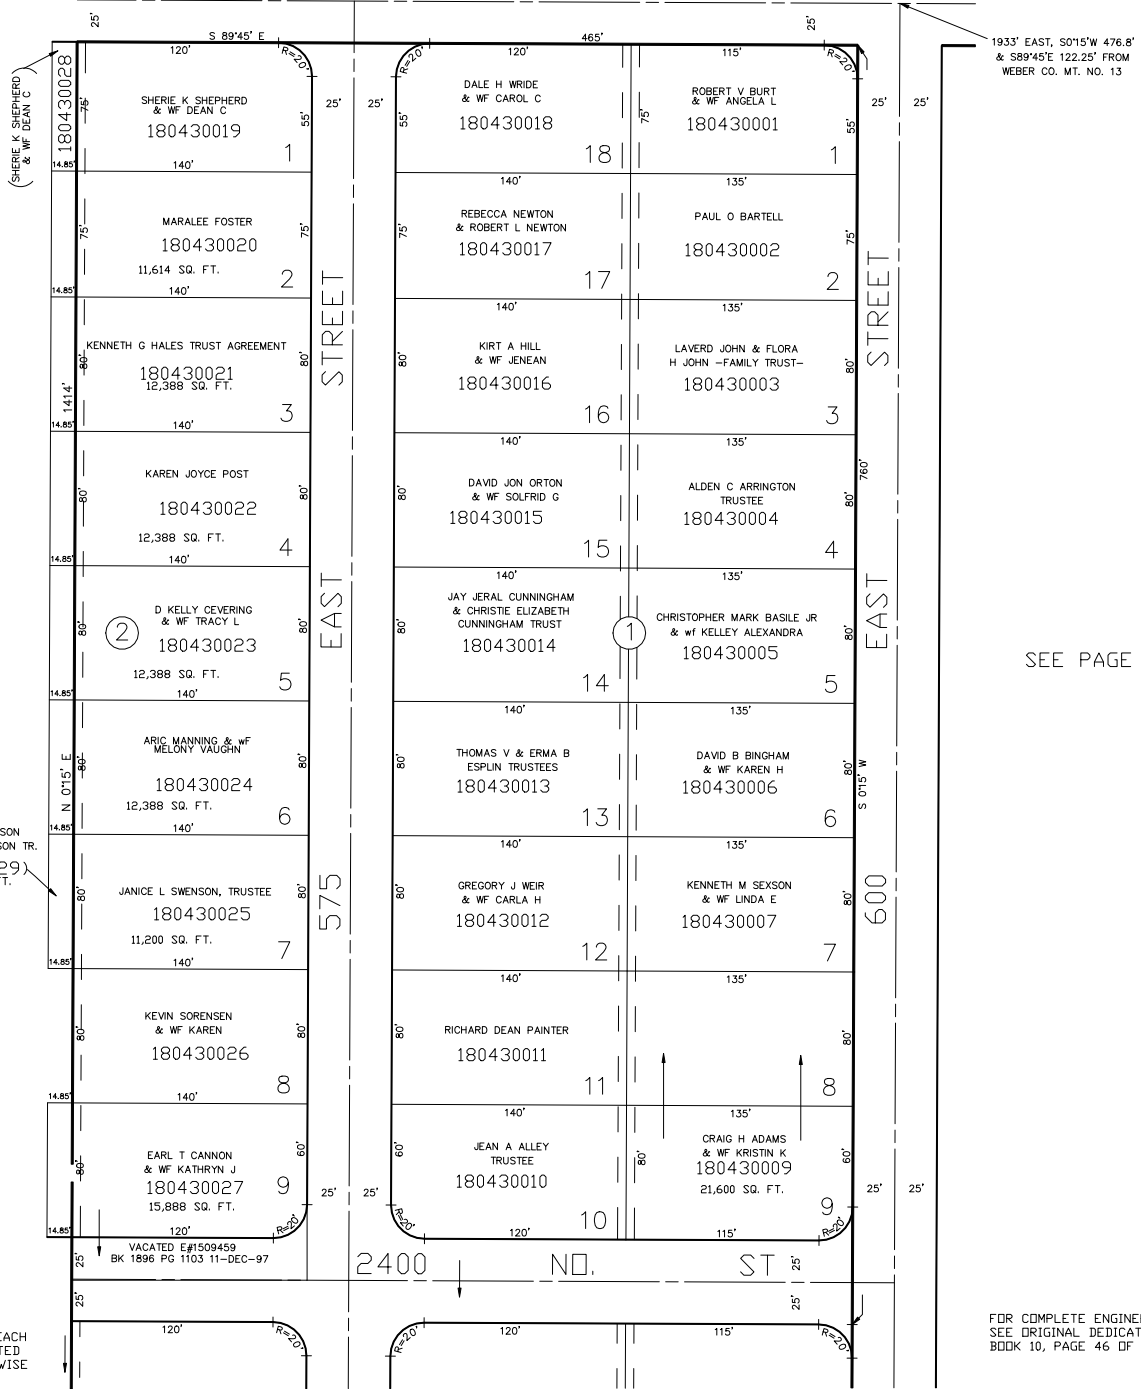 25'
S 89°45' E
120'
R=20'
R=20'
120'
465'
115'
25'
R=20'
1933' EAST, S0°15'W 476.8'
& S89°45'E 122.25' FROM
WEBER CO. MT. NO. 13
(SHERIE K SHEPHERD
& WF DEAN C)
180430028
75'
SHERIE K SHEPHERD
& WF DEAN C
180430019
1
55'
25'
25'
55'
DALE H WRIDE
& WF CAROL C
180430018
18
75'
ROBERT V BURT
& WF ANGELA L
180430001
1
55'
25'
25'
14.85'
140'
140'
135'
75'
MARALEE FOSTER
180430020
11,614 SQ. FT.
2
75'
75'
REBECCA NEWTON
& ROBERT L NEWTON
180430017
17
PAUL O BARTELL
180430002
2
75'
14.85'
140'
140'
135'
80'
1414'
KENNETH G HALES TRUST AGREEMENT
180430021
12,388 SQ. FT.
3
80'
80'
KIRT A HILL
& WF JENEAN
180430016
16
LAVERD JOHN & FLORA
H JOHN -FAMILY TRUST-
180430003
3
80'
14.85'
140'
140'
135'
80'
KAREN JOYCE POST
180430022
12,388 SQ. FT.
4
80'
80'
DAVID JON ORTON
& WF SOLFRID G
180430015
15
ALDEN C ARRINGTON
TRUSTEE
180430004
4
80'
760'
14.85'
140'
140'
135'
80'
2
D KELLY CEVERING
& WF TRACY L
180430023
12,388 SQ. FT.
5
80'
80'
JAY JERAL CUNNINGHAM
& CHRISTIE ELIZABETH
CUNNINGHAM TRUST
180430014
14
1
CHRISTOPHER MARK BASILE JR
& wf KELLEY ALEXANDRA
180430005
5
80'
SEE PAGE
14.85'
140'
140'
135'
N 0°15' E
80'
ARIC MANNING & wF
MELONY VAUGHN
180430024
12,388 SQ. FT.
6
80'
80'
THOMAS V & ERMA B
ESPLIN TRUSTEES
180430013
13
DAVID B BINGHAM
& WF KAREN H
180430006
6
80'
S 0°15' W
14.85'
140'
140'
135'
SON
SON TR.
29)
FT.
80'
JANICE L SWENSON, TRUSTEE
180430025
11,200 SQ. FT.
7
80'
575 EAST STREET
80'
GREGORY J WEIR
& WF CARLA H
180430012
12
KENNETH M SEXSON
& WF LINDA E
180430007
7
80'
600 EAST STREET
14.85'
140'
140'
135'
80'
KEVIN SORENSEN
& WF KAREN
180430026
8
80'
80'
RICHARD DEAN PAINTER
180430011
11
8
80'
14.85'
140'
140'
135'
80'
EARL T CANNON
& WF KATHRYN J
180430027
15,888 SQ. FT.
9
60'
25'
25'
60'
JEAN A ALLEY
TRUSTEE
180430010
10
80'
CRAIG H ADAMS
& WF KRISTIN K
180430009
21,600 SQ. FT.
9
60'
25'
25'
14.85'
120'
R=20'
R=20'
120'
115'
R=20'
25'
VACATED E#1509459
BK 1896 PG 1103 11-DEC-97
2400 NO. ST
25'
25'
25'
120'
R=20'
R=20'
120'
115'
R=20'
EACH
TED
WISE
FOR COMPLETE ENGINE
SEE ORIGINAL DEDICAT
BOOK 10, PAGE 46 OF